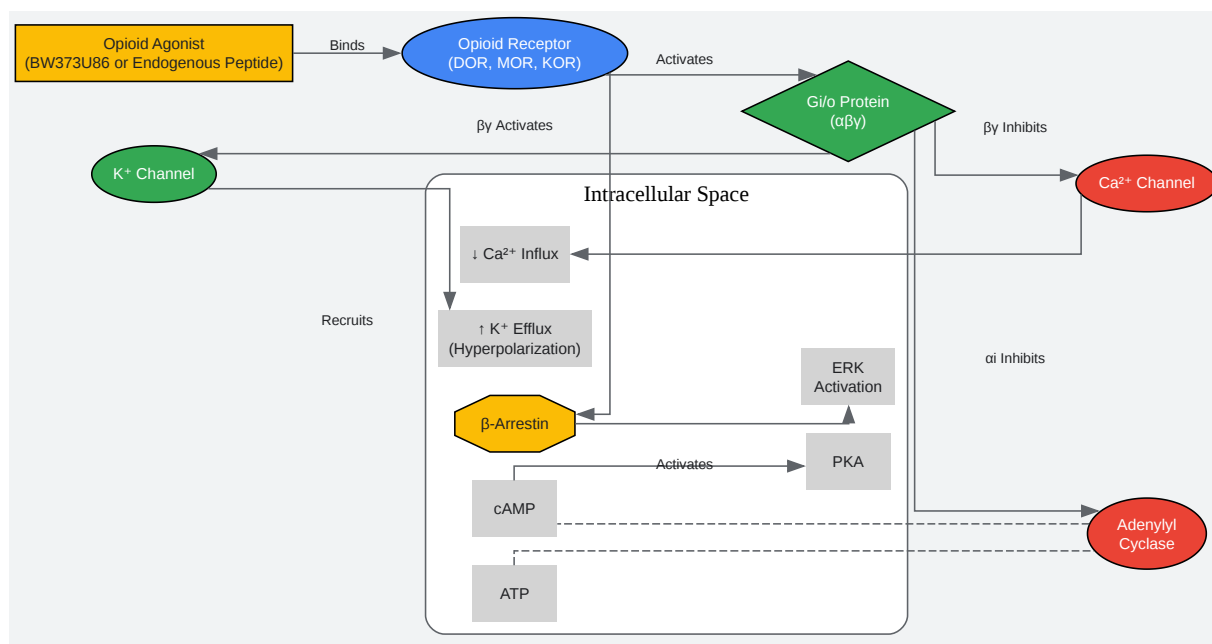 Opioid Agonist
(BW373U86 or Endogenous Peptide)
Binds
Opioid Receptor
(DOR, MOR, KOR)
Activates
Gi/o Protein
(αβγ)
βγ Activates
βγ Inhibits
K⁺ Channel
Ca²⁺ Channel
Intracellular Space
↓ Ca²⁺ Influx
Recruits
↑ K⁺ Efflux
(Hyperpolarization)
αi Inhibits
ERK
Activation
β-Arrestin
Activates
PKA
cAMP
Adenylyl
Cyclase
ATP